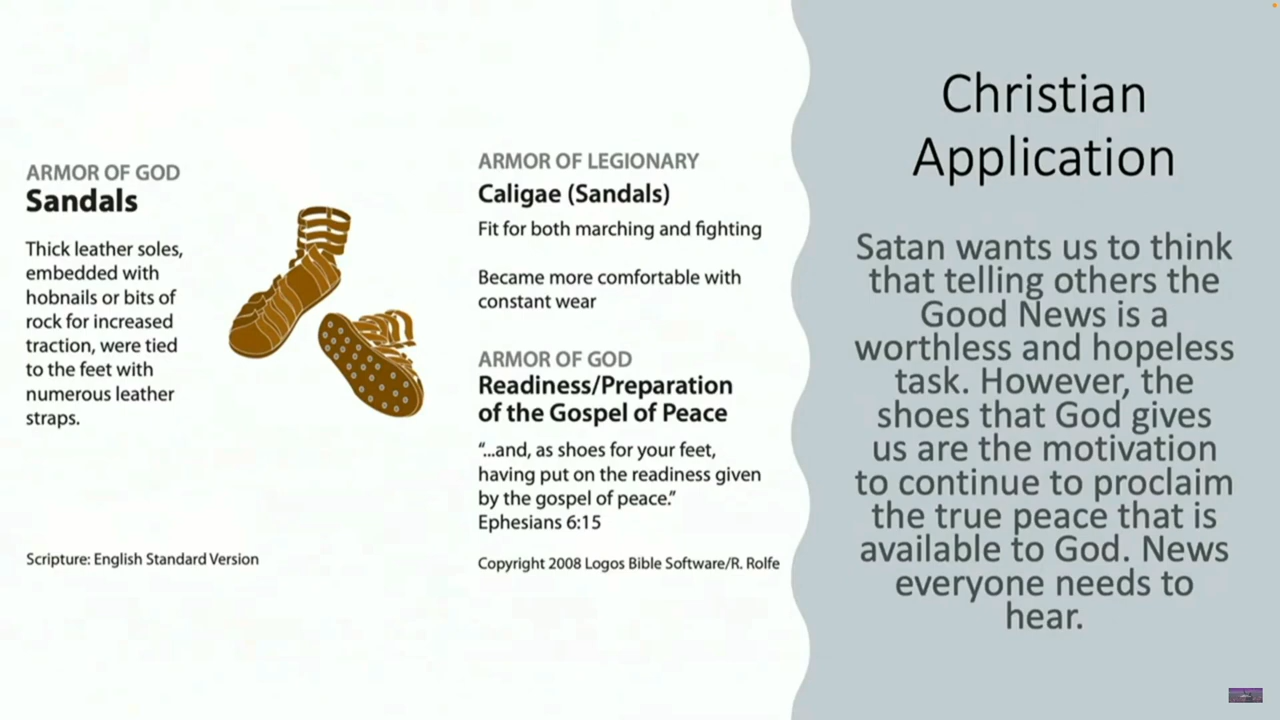 ARMOR OF GOD
Sandals
Thick leather soles,
embedded with
hobnails or bits of
rock for increased
traction, were tied
to the feet with
numerous leather
straps.
Scripture: English Standard Version
ARMOR OF LEGIONARY
Caligae (Sandals)
Fit for both marching and fighting
Became more comfortable with
constant wear
ARMOR OF GOD
Readiness/Preparation
of the Gospel of Peace
“...and, as shoes for your feet,
having put on the readiness given
by the gospel of peace.”
Ephesians 6:15
Copyright 2008 Logos Bible Software/R. Rolfe
Christian
Application
Satan wants us to think
that telling others the
Good News is a
worthless and hopeless
task. However, the
shoes that God gives
us are the motivation
to continue to proclaim
the true peace that is
available to God. News
everyone needs to
hear.